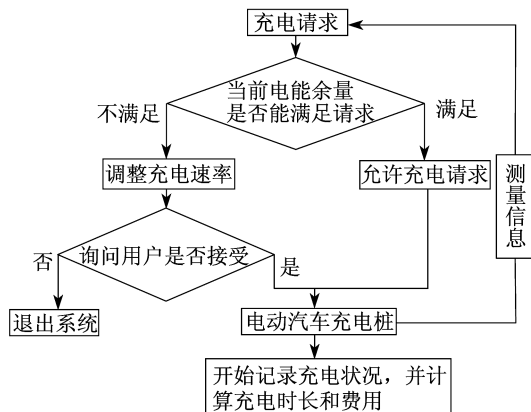 充电请求
当前电能余量
是否能满足请求
不满足
满足
调整充电速率
允许充电请求
测量信息
询问用户是否接受
否
是
退出系统
电动汽车充电桩
开始记录充电状况，并计
算充电时长和费用